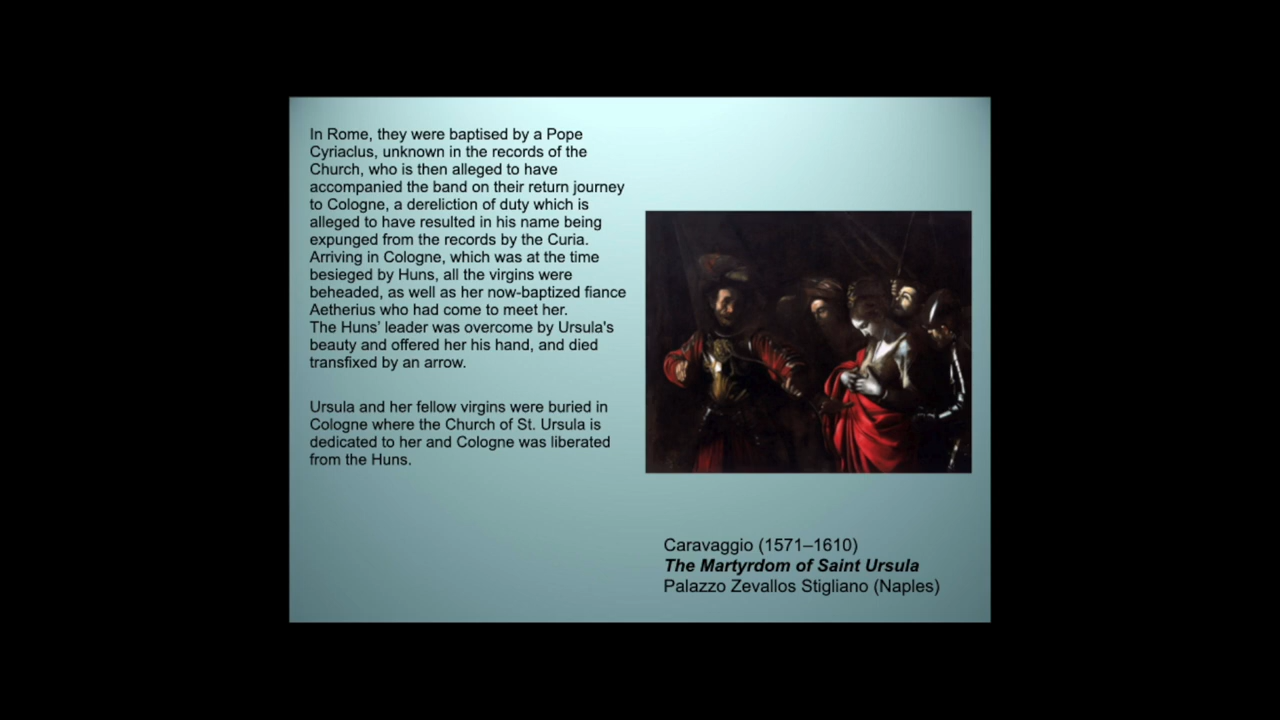 In Rome, they were baptised by a Pope
Cyriaclus, unknown in the records of the
Church, who is then alleged to have
accompanied the band on their return journey
to Cologne, a dereliction of duty which is
alleged to have resulted in his name being
expunged from the records by the Curia.
Arriving in Cologne, which was at the time
besieged by Huns, all the virgins were
beheaded, as well as her now-baptized fiance
Aetherius who had come to meet her.
The Huns’ leader was overcome by Ursula's
beauty and offered her his hand, and died
transfixed by an arrow.
Ursula and her fellow virgins were buried in
Cologne where the Church of St. Ursula is
dedicated to her and Cologne was liberated
from the Huns.
Caravaggio (1571–1610)
The Martyrdom of Saint Ursula
Palazzo Zevallos Stigliano (Naples)